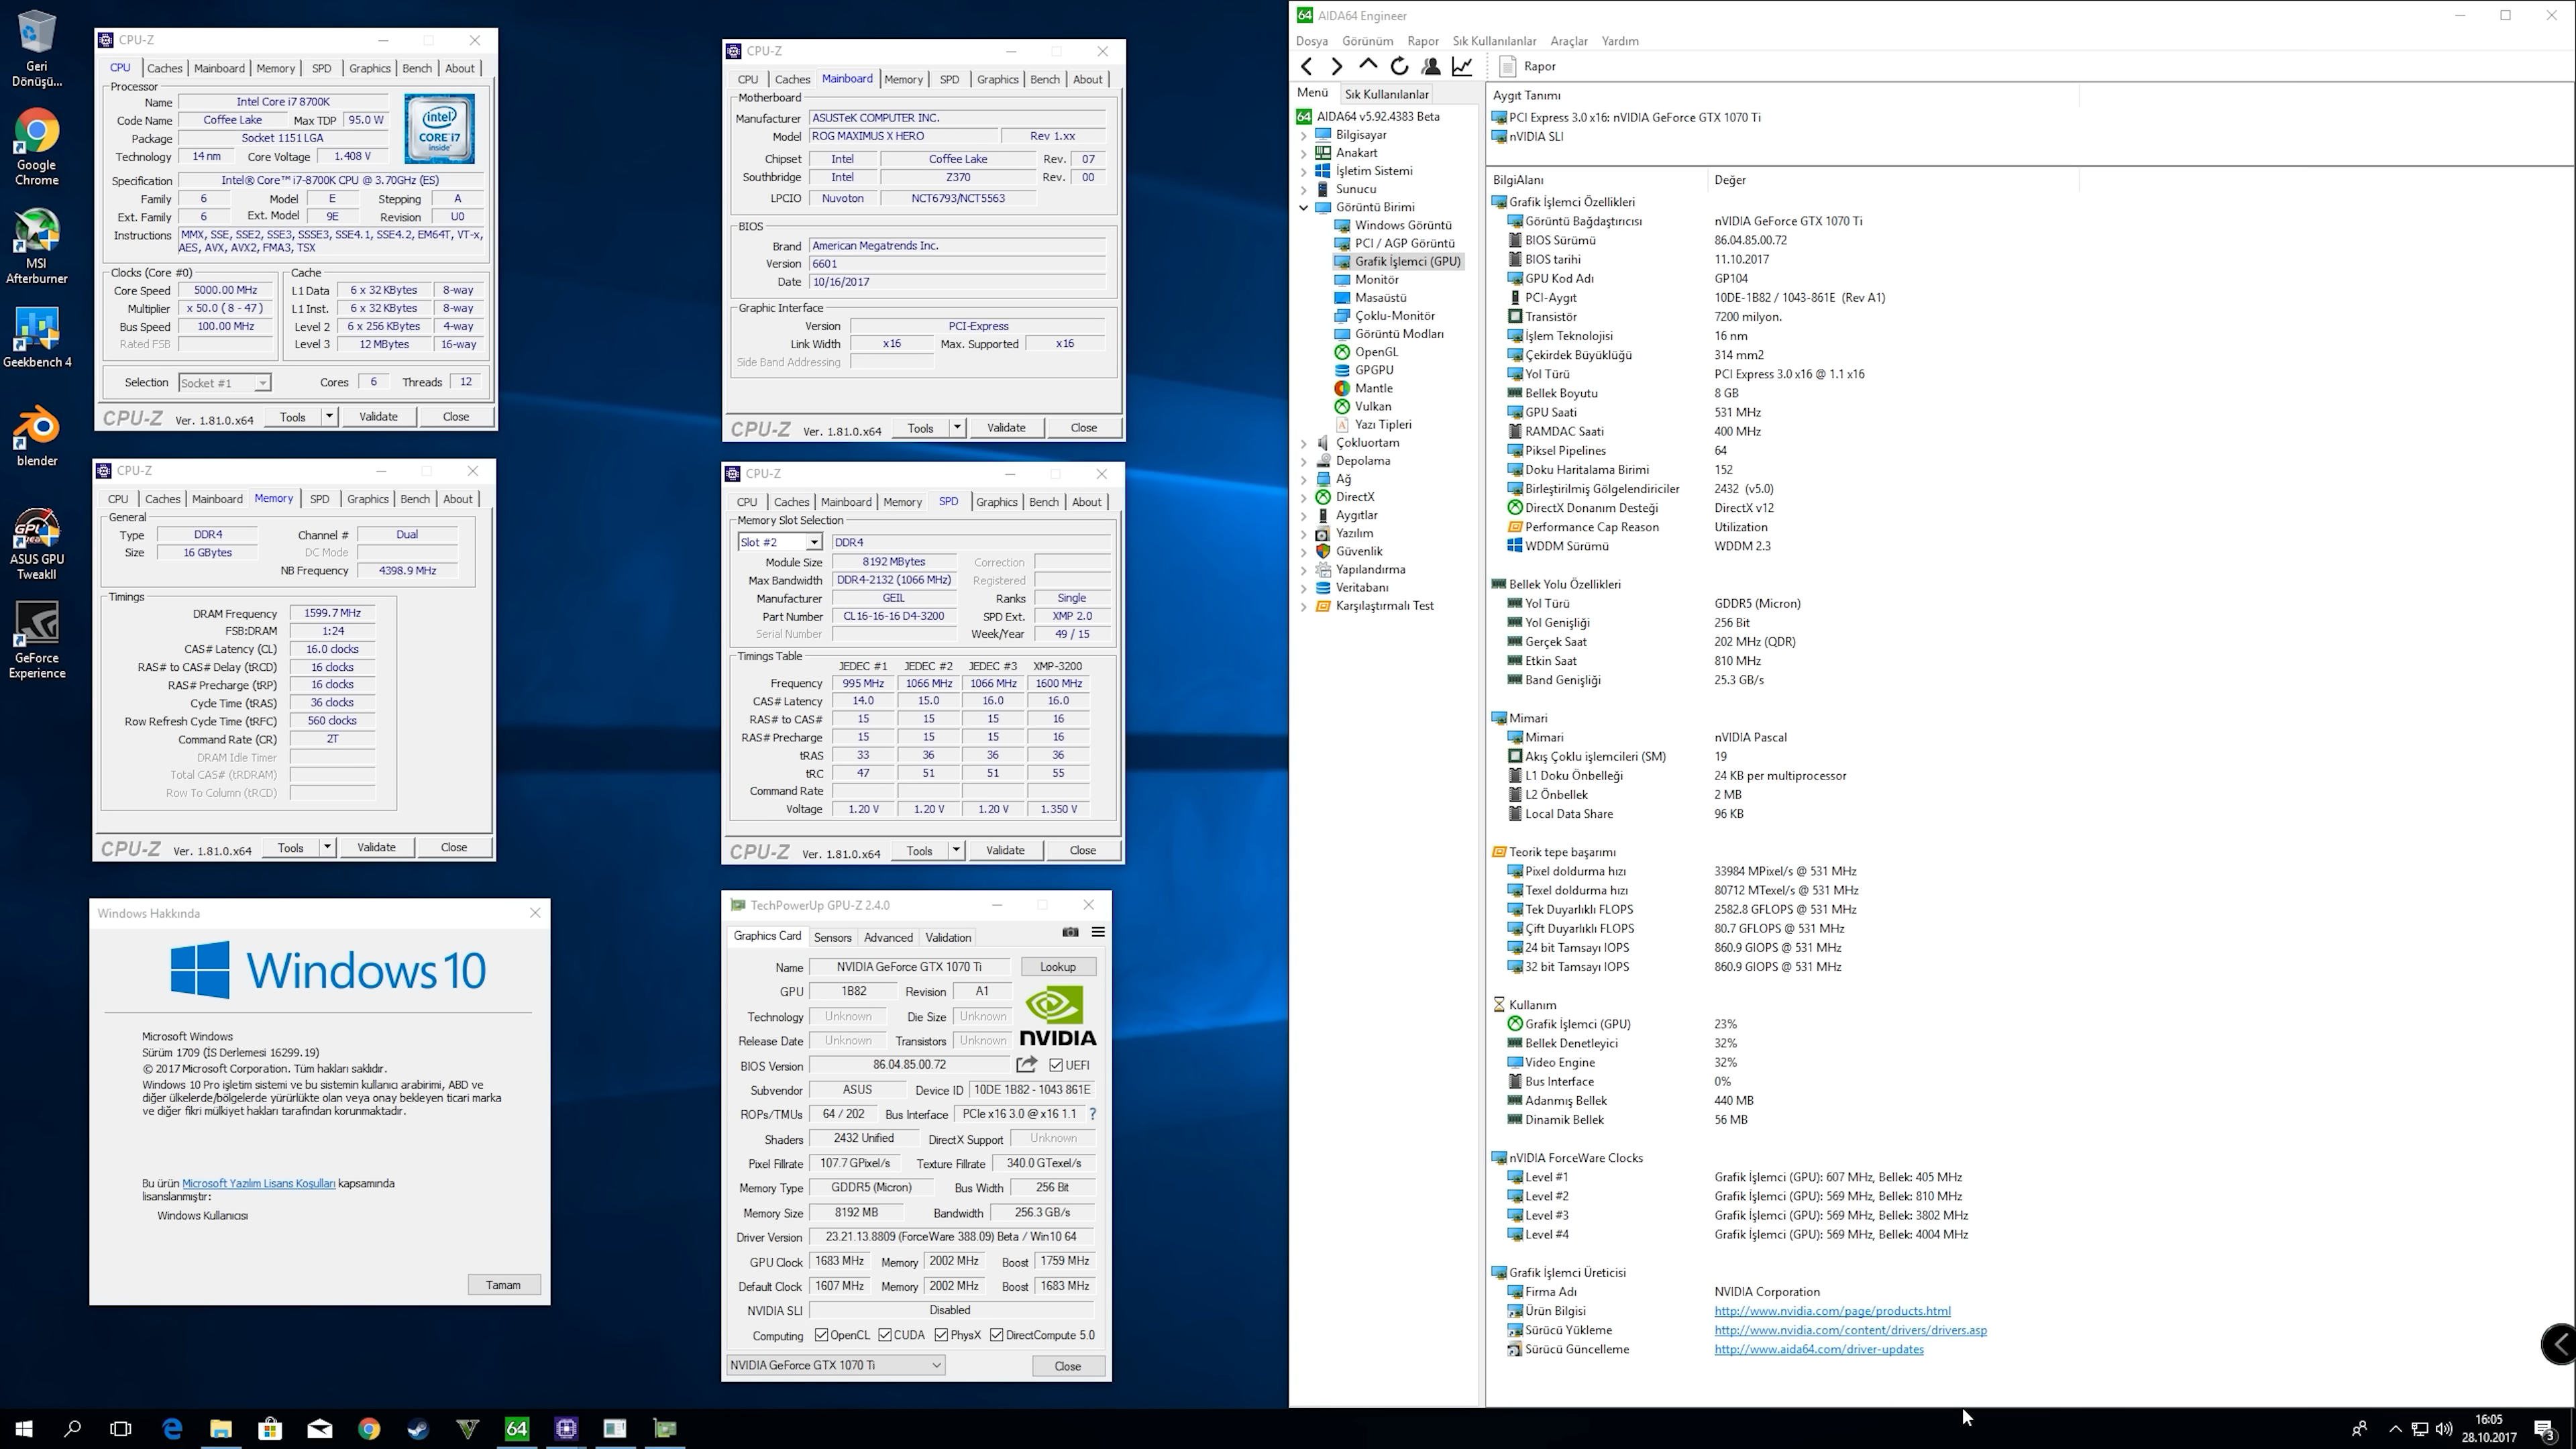 Geri
Dönüşü...
Google
Chrome
MSI
Afterburner
Geekbench 4
blender
ASUS GPU
TweakII
GeForce
Experience
CPU-Z
CPU Caches Mainboard Memory SPD Graphics Bench About
Processor
Name Intel Core i7 8700K
Code Name Coffee Lake Max TDP 95.0 W
Package Socket 1151 LGA
Technology 14 nm Core Voltage 1.408 V
intel CORE i7 inside
Specification Intel® Core™ i7-8700K CPU @ 3.70GHz (ES)
Family 6 Model E Stepping A
Ext. Family 6 Ext. Model 9E Revision U0
Instructions MMX, SSE, SSE2, SSE3, SSSE3, SSE4.1, SSE4.2, EM64T, VT-x,
AES, AVX, AVX2, FMA3, TSX
Clocks (Core #0)
Core Speed 5000.00 MHz
Multiplier x 50.0 ( 8 - 47 )
Bus Speed 100.00 MHz
Rated FSB
Cache
L1 Data 6 x 32 KBytes 8-way
L1 Inst. 6 x 32 KBytes 8-way
Level 2 6 x 256 KBytes 4-way
Level 3 12 MBytes 16-way
Selection Socket #1 Cores 6 Threads 12
CPU-Z Ver. 1.81.0.x64 Tools Validate Close
CPU-Z
CPU Caches Mainboard Memory SPD Graphics Bench About
Motherboard
Manufacturer ASUSTeK COMPUTER INC.
Model ROG MAXIMUS X HERO Rev 1.xx
Chipset Intel Coffee Lake Rev. 07
Southbridge Intel Z370 Rev. 00
LPCIO Nuvoton NCT6793/NCT5563
BIOS
Brand American Megatrends Inc.
Version 6601
Date 10/16/2017
Graphic Interface
Version PCI-Express
Link Width x16 Max. Supported x16
Side Band Addressing
CPU-Z Ver. 1.81.0.x64 Tools Validate Close
CPU-Z
CPU Caches Mainboard Memory SPD Graphics Bench About
General
Type DDR4 Channel # Dual
Size 16 GBytes DC Mode
NB Frequency 4398.9 MHz
Timings
DRAM Frequency 1599.7 MHz
FSB:DRAM 1:24
CAS# Latency (CL) 16.0 clocks
RAS# to CAS# Delay (tRCD) 16 clocks
RAS# Precharge (tRP) 16 clocks
Cycle Time (tRAS) 36 clocks
Row Refresh Cycle Time (tRFC) 560 clocks
Command Rate (CR) 2T
DRAM Idle Timer
Total CAS# (tRDRAM)
Row To Column (tRCD)
CPU-Z Ver. 1.81.0.x64 Tools Validate Close
CPU-Z
CPU Caches Mainboard Memory SPD Graphics Bench About
Memory Slot Selection
Slot #2 DDR4
Module Size 8192 MBytes Correction
Max Bandwidth DDR4-2132 (1066 MHz) Registered
Manufacturer GEIL Ranks Single
Part Number CL16-16-16 D4-3200 SPD Ext. XMP 2.0
Serial Number Week/Year 49 / 15
Timings Table
JEDEC #1 JEDEC #2 JEDEC #3 XMP-3200
Frequency 995 MHz 1066 MHz 1066 MHz 1600 MHz
CAS# Latency 14.0 15.0 16.0 16.0
RAS# to CAS# 15 15 15 16
RAS# Precharge 15 15 15 16
tRAS 33 36 36 36
tRC 47 51 51 55
Command Rate
Voltage 1.20 V 1.20 V 1.20 V 1.350 V
CPU-Z Ver. 1.81.0.x64 Tools Validate Close
Windows Hakkında
Windows 10
Microsoft Windows
Sürüm 1709 (İS Derlemesi 16299.19)
© 2017 Microsoft Corporation. Tüm hakları saklıdır.
Windows 10 Pro işletim sistemi ve bu sistemin kullanıcı arabirimi, ABD ve
diğer ülkelerde/bölgelerde yürürlükte olan veya onay bekleyen ticari marka
ve diğer fikri mülkiyet hakları tarafından korunmaktadır.
Bu ürün Microsoft Yazılım Lisans Koşulları kapsamında
lisanslanmıştır:
Windows Kullanıcısı
Tamam
TechPowerUp GPU-Z 2.4.0
Graphics Card Sensors Advanced Validation
Name NVIDIA GeForce GTX 1070 Ti Lookup
GPU 1B82 Revision A1
Technology Unknown Die Size Unknown
Release Date Unknown Transistors Unknown
NVIDIA
BIOS Version 86.04.85.00.72 UEFI
Subvendor ASUS Device ID 10DE 1B82 - 1043 861E
ROPs/TMUs 64 / 202 Bus Interface PCIe x16 3.0 @ x16 1.1 ?
Shaders 2432 Unified DirectX Support Unknown
Pixel Fillrate 107.7 GPixel/s Texture Fillrate 340.0 GTexel/s
Memory Type GDDR5 (Micron) Bus Width 256 Bit
Memory Size 8192 MB Bandwidth 256.3 GB/s
Driver Version 23.21.13.8809 (ForceWare 388.09) Beta / Win10 64
GPU Clock 1683 MHz Memory 2002 MHz Boost 1759 MHz
Default Clock 1607 MHz Memory 2002 MHz Boost 1683 MHz
NVIDIA SLI Disabled
Computing OpenCL CUDA PhysX DirectCompute 5.0
NVIDIA GeForce GTX 1070 Ti Close
64 AIDA64 Engineer
Dosya Görünüm Rapor Sık Kullanılanlar Araçlar Yardım
Rapor
Menü Sık Kullanılanlar
64 AIDA64 v5.92.4383 Beta
Bilgisayar
Anakart
İşletim Sistemi
Sunucu
Görüntü Birimi
Windows Görüntü
PCI / AGP Görüntü
Grafik İşlemci (GPU)
Monitör
Masaüstü
Çoklu-Monitör
Görüntü Modları
OpenGL
GPGPU
Mantle
Vulkan
Yazı Tipleri
Çokluortam
Depolama
Ağ
DirectX
Aygıtlar
Yazılım
Güvenlik
Yapılandırma
Veritabanı
Karşılaştırmalı Test
Aygıt Tanımı
PCI Express 3.0 x16: nVIDIA GeForce GTX 1070 Ti
nVIDIA SLI
BilgiAlanı Değer
Grafik İşlemci Özellikleri
Görüntü Bağdaştırıcısı nVIDIA GeForce GTX 1070 Ti
BIOS Sürümü 86.04.85.00.72
BIOS tarihi 11.10.2017
GPU Kod Adı GP104
PCI-Aygıt 10DE-1B82 / 1043-861E (Rev A1)
Transistör 7200 milyon.
İşlem Teknolojisi 16 nm
Çekirdek Büyüklüğü 314 mm2
Yol Türü PCI Express 3.0 x16 @ 1.1 x16
Bellek Boyutu 8 GB
GPU Saati 531 MHz
RAMDAC Saati 400 MHz
Piksel Pipelines 64
Doku Haritalama Birimi 152
Birleştirilmiş Gölgelendiriciler 2432 (v5.0)
DirectX Donanım Desteği DirectX v12
Performance Cap Reason Utilization
WDDM Sürümü WDDM 2.3
Bellek Yolu Özellikleri
Yol Türü GDDR5 (Micron)
Yol Genişliği 256 Bit
Gerçek Saat 202 MHz (QDR)
Etkin Saat 810 MHz
Band Genişliği 25.3 GB/s
Mimari
Mimari nVIDIA Pascal
Akış Çoklu işlemcileri (SM) 19
L1 Doku Önbelleği 24 KB per multiprocessor
L2 Önbellek 2 MB
Local Data Share 96 KB
Teorik tepe başarımı
Pixel doldurma hızı 33984 MPixel/s @ 531 MHz
Texel doldurma hızı 80712 MTexel/s @ 531 MHz
Tek Duyarlıklı FLOPS 2582.8 GFLOPS @ 531 MHz
Çift Duyarlıklı FLOPS 80.7 GFLOPS @ 531 MHz
24 bit Tamsayı IOPS 860.9 GIOPS @ 531 MHz
32 bit Tamsayı IOPS 860.9 GIOPS @ 531 MHz
Kullanım
Grafik İşlemci (GPU) 23%
Bellek Denetleyici 32%
Video Engine 32%
Bus Interface 0%
Adanmış Bellek 440 MB
Dinamik Bellek 56 MB
nVIDIA ForceWare Clocks
Level #1 Grafik İşlemci (GPU): 607 MHz, Bellek: 405 MHz
Level #2 Grafik İşlemci (GPU): 569 MHz, Bellek: 810 MHz
Level #3 Grafik İşlemci (GPU): 569 MHz, Bellek: 3802 MHz
Level #4 Grafik İşlemci (GPU): 569 MHz, Bellek: 4004 MHz
Grafik İşlemci Üreticisi
Firma Adı NVIDIA Corporation
Ürün Bilgisi http://www.nvidia.com/page/products.html
Sürücü Yükleme http://www.nvidia.com/content/drivers/drivers.asp
Sürücü Güncelleme http://www.aida64.com/driver-updates
64
16:05
28.10.2017
3